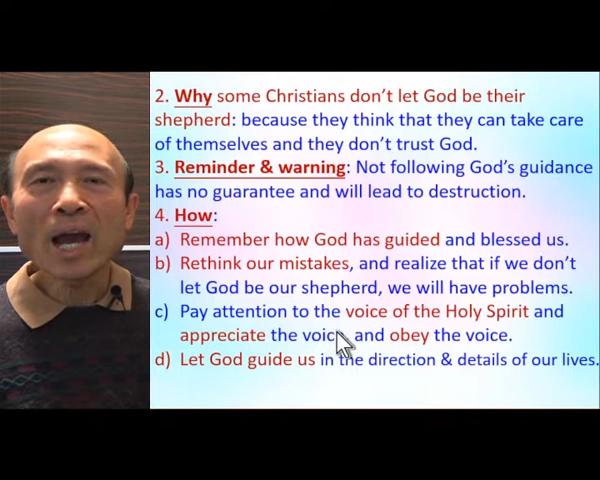 2. Why some Christians don't let God be their
shepherd: because they think that they can take care
of themselves and they don't trust God.
3. Reminder & warning: Not following God's guidance
has no guarantee and will lead to destruction.
4. How:
a) Remember how God has guided and blessed us.
b) Rethink our mistakes, and realize that if we don't
let God be our shepherd, we will have problems.
c) Pay attention to the voice of the Holy Spirit and
appreciate the voice, and obey the voice.
d) Let God guide us in the direction & details of our lives.